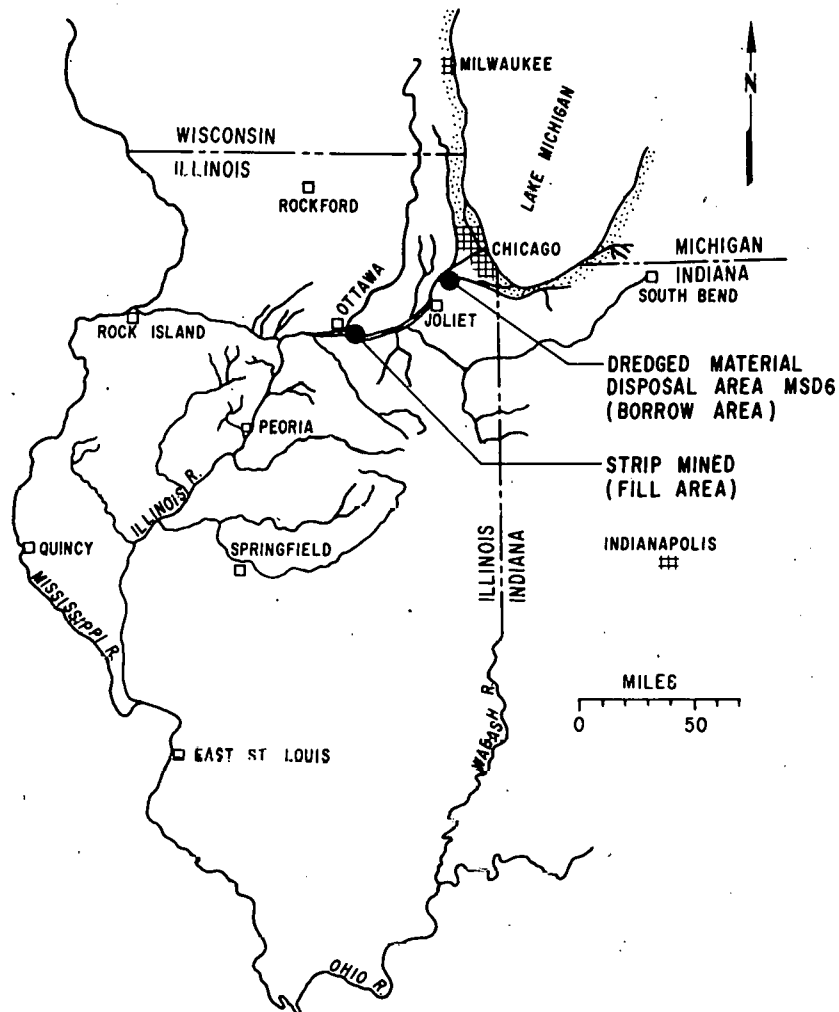 MILWAUKEE
N
WISCONSIN
ILLINOIS
LAKE MICHIGAN
ROCKFORD
CHICAGO
MICHIGAN
INDIANA
SOUTH BEND
OTTAWA
JOLIET
ROCK ISLAND
DREDGED MATERIAL
DISPOSAL AREA MSD6
(BORROW AREA)
PEORIA
STRIP MINED
(FILL AREA)
ILLINOIS R.
QUINCY
SPRINGFIELD
INDIANAPOLIS
ILLINOIS
INDIANA
MISSISSIPPI R.
MILES
0 50
WABASH R.
EAST ST LOUIS
OHIO R.